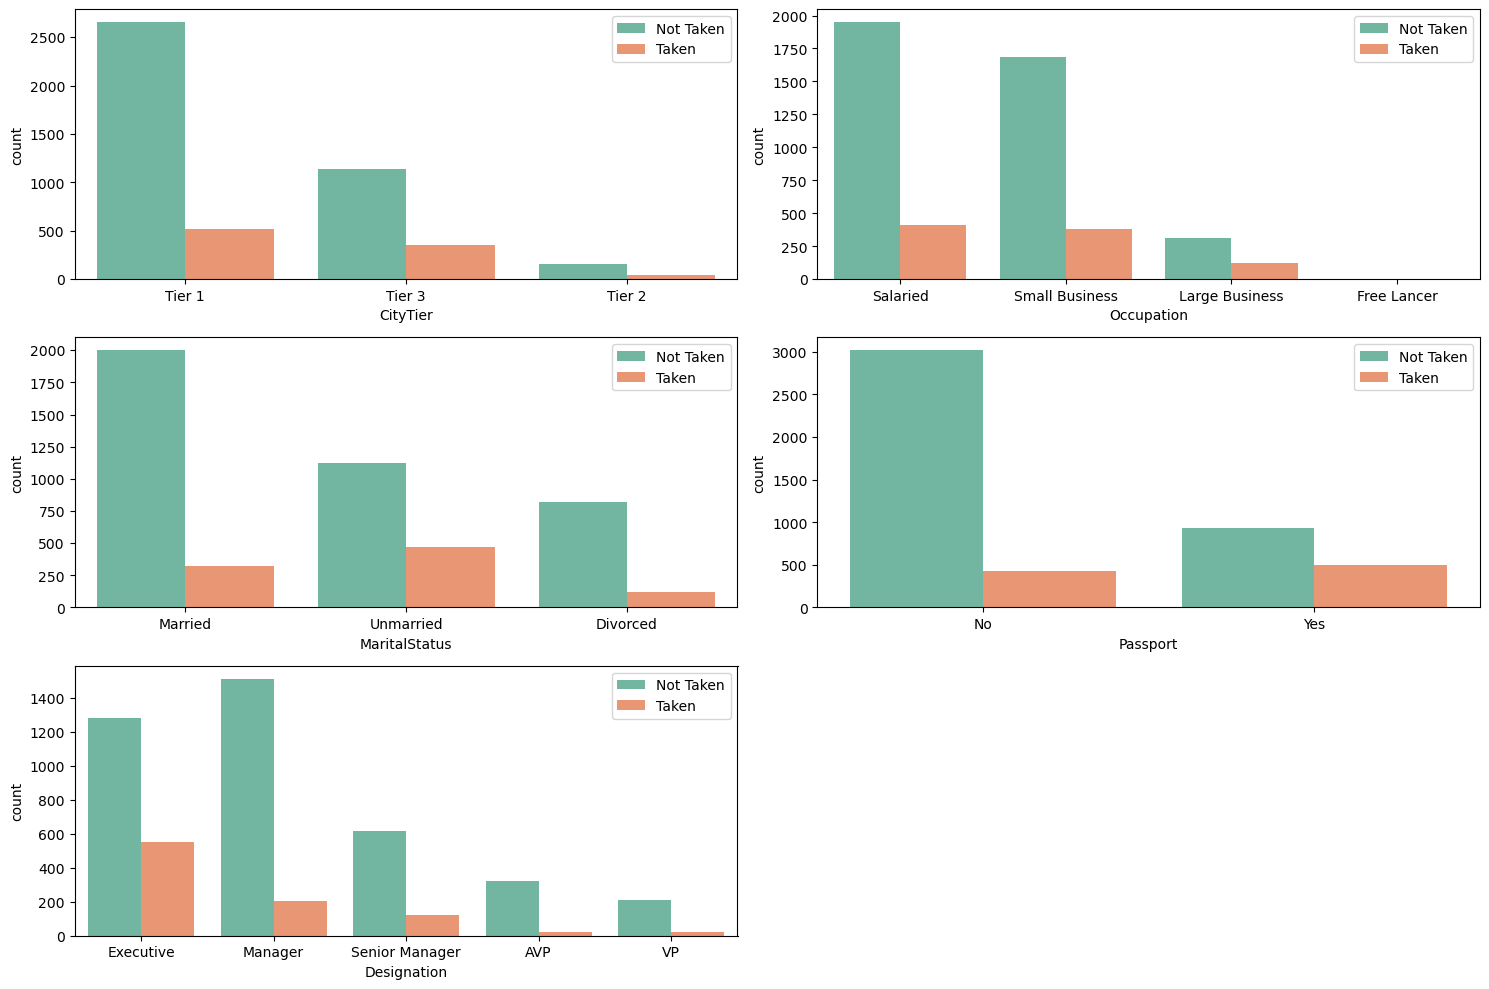 2500
2000
1500
1000
500
0
count
Not Taken
Taken
Tier 1 Tier 3 Tier 2
CityTier
2000
1750
1500
1250
1000
750
500
250
0
count
Not Taken
Taken
Salaried Small Business Large Business Free Lancer
Occupation
2000
1750
1500
1250
1000
750
500
250
0
count
Not Taken
Taken
Married Unmarried Divorced
MaritalStatus
3000
2500
2000
1500
1000
500
0
count
Not Taken
Taken
No Yes
Passport
1400
1200
1000
800
600
400
200
0
count
Not Taken
Taken
Executive Manager Senior Manager AVP VP
Designation